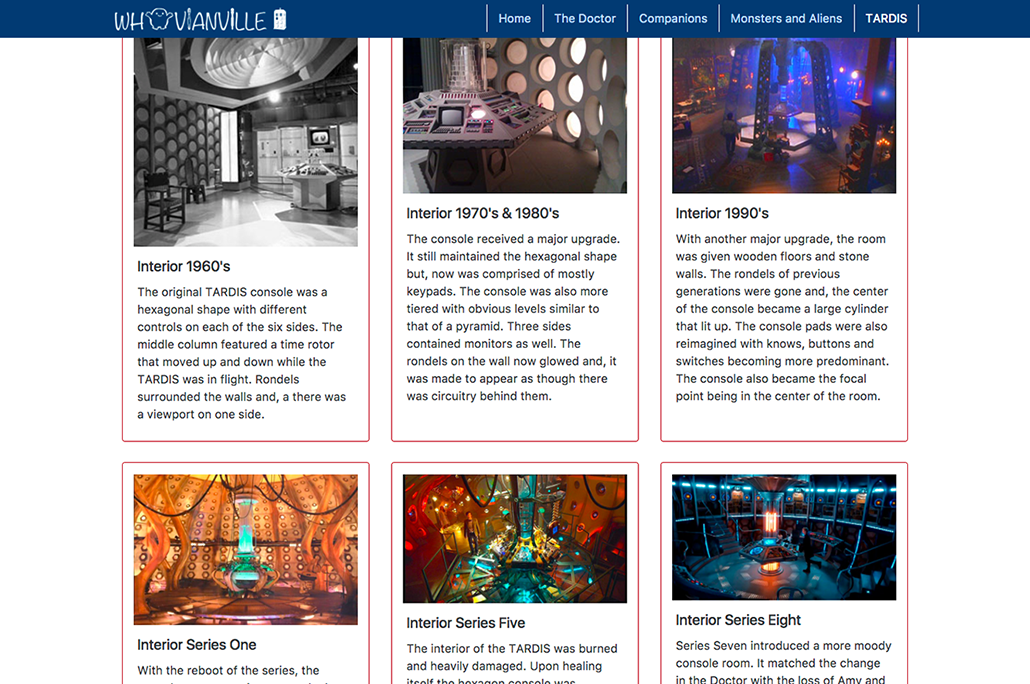 WHOVIANVILLE
Home
The Doctor
Companions
Monsters and Aliens
TARDIS
Interior 1960's
The original TARDIS console was a
hexagonal shape with different
controls on each of the six sides. The
middle column featured a time rotor
that moved up and down while the
TARDIS was in flight. Rondels
surrounded the walls and, a there was
a viewport on one side.
Interior 1970's & 1980's
The console received a major upgrade.
It still maintained the hexagonal shape
but, now was comprised of mostly
keypads. The console was also more
tiered with obvious levels similar to
that of a pyramid. Three sides
contained monitors as well. The
rondels on the wall now glowed and, it
was made to appear as though there
was circuitry behind them.
Interior 1990's
With another major upgrade, the room
was given wooden floors and stone
walls. The rondels of previous
generations were gone and, the center
of the console became a large cylinder
that lit up. The console pads were also
reimagined with knows, buttons and
switches becoming more predominant.
The console also became the focal
point being in the center of the room.
Interior Series One
With the reboot of the series, the
Interior Series Five
The interior of the TARDIS was burned
and heavily damaged. Upon healing
itself the hexagon console was
Interior Series Eight
Series Seven introduced a more moody
console room. It matched the change
in the Doctor with the loss of Amy and